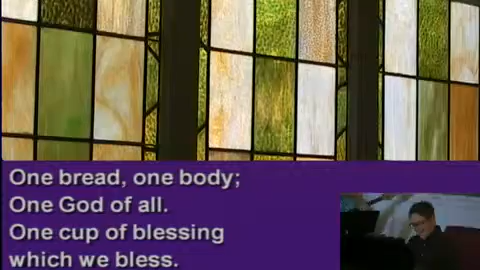 One bread, one body;
One God of all.
One cup of blessing
which we bless.